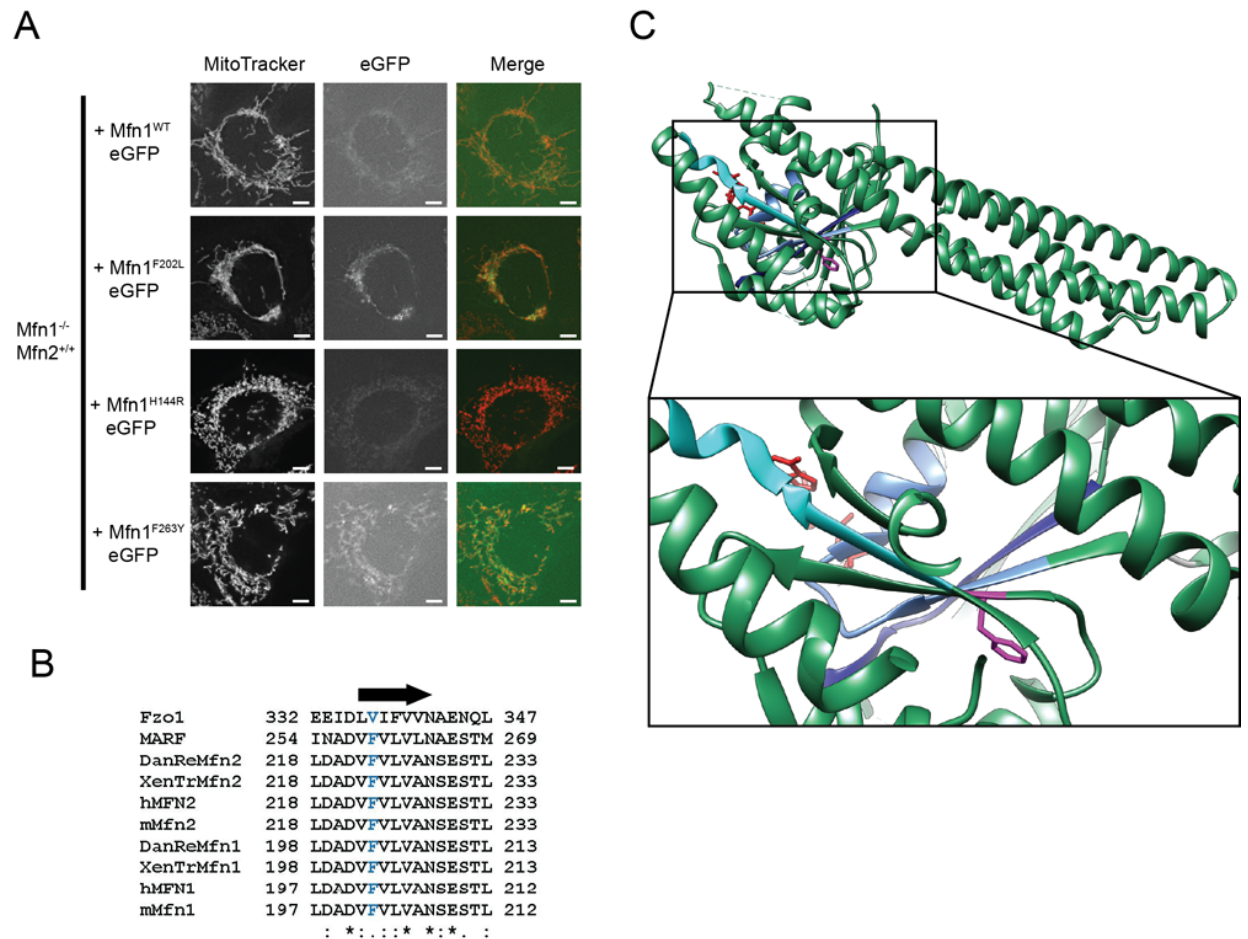 A
MitoTracker eGFP Merge
Mfn1-/-
Mfn2+/+
+ Mfn1WT
eGFP
+ Mfn1F202L
eGFP
+ Mfn1H144R
eGFP
+ Mfn1F263Y
eGFP
B
Fzo1 332 EEIDLVIFVVNAENQL 347
MARF 254 INADVFVLVLNAESTM 269
DanReMfn2 218 LDADVFVLVANSESTL 233
XenTrMfn2 218 LDADVFVLVANSESTL 233
hMFN2 218 LDADVFVLVANSESTL 233
mMfn2 218 LDADVFVLVANSESTL 233
DanReMfn1 198 LDADVFVLVANSESTL 213
XenTrMfn1 198 LDADVFVLVANSESTL 213
hMFN1 197 LDADVFVLVANSESTL 212
mMfn1 197 LDADVFVLVANSESTL 212
: *:.::* *:*. :
C